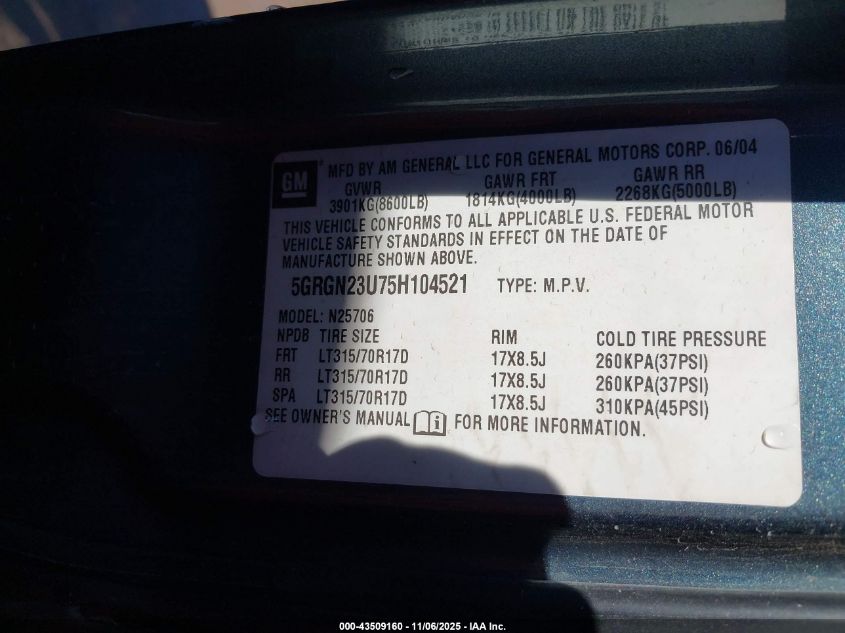 GM ® MFD BY AM GENERAL LLC FOR GENERAL MOTORS CORP. 06/04
GVWR GAWR FRT GAWR RR
3901KG(8600LB) 1814KG(4000LB) 2268KG(5000LB)
THIS VEHICLE CONFORMS TO ALL APPLICABLE U.S. FEDERAL MOTOR
VEHICLE SAFETY STANDARDS IN EFFECT ON THE DATE OF
MANUFACTURE SHOWN ABOVE.
5GRGN23U75H104521 TYPE: M.P.V.
MODEL: N25706
NPDB TIRE SIZE RIM COLD TIRE PRESSURE
FRT LT315/70R17D 17X8.5J 260KPA(37PSI)
RR LT315/70R17D 17X8.5J 260KPA(37PSI)
SPA LT315/70R17D 17X8.5J 310KPA(45PSI)
SEE OWNER'S MANUAL FOR MORE INFORMATION.
000-43509160 - 11/06/2025 - IAA Inc.